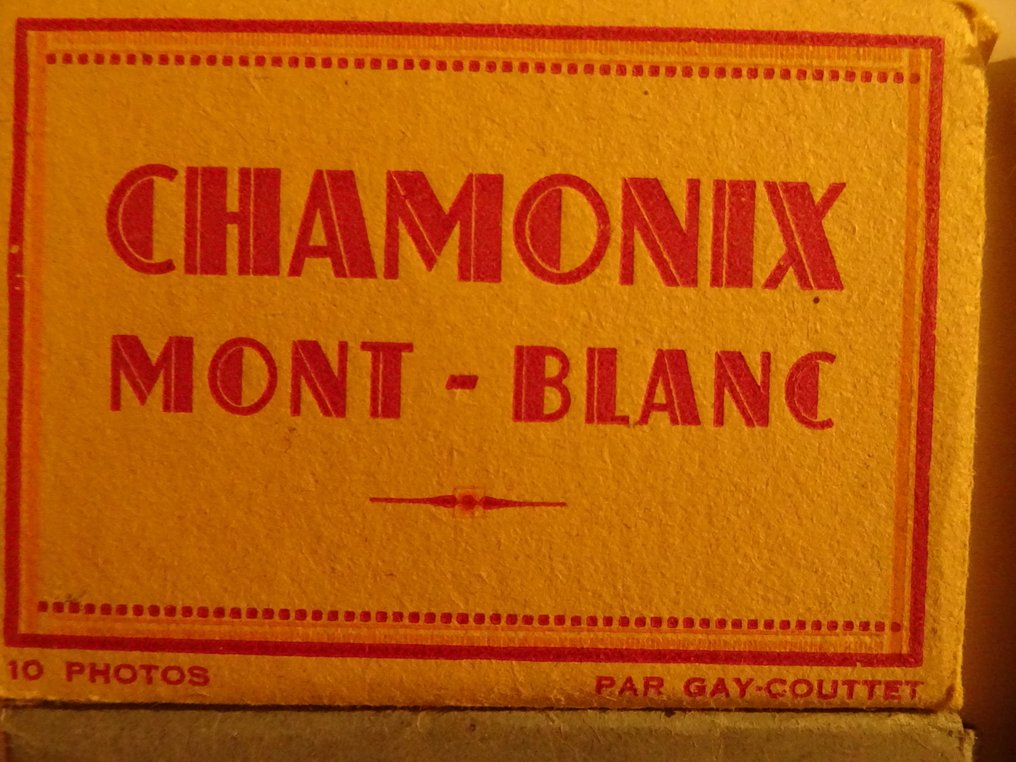 CHAMONIX
MONT - BLANC
10 PHOTOS PAR GAY-COUTTET